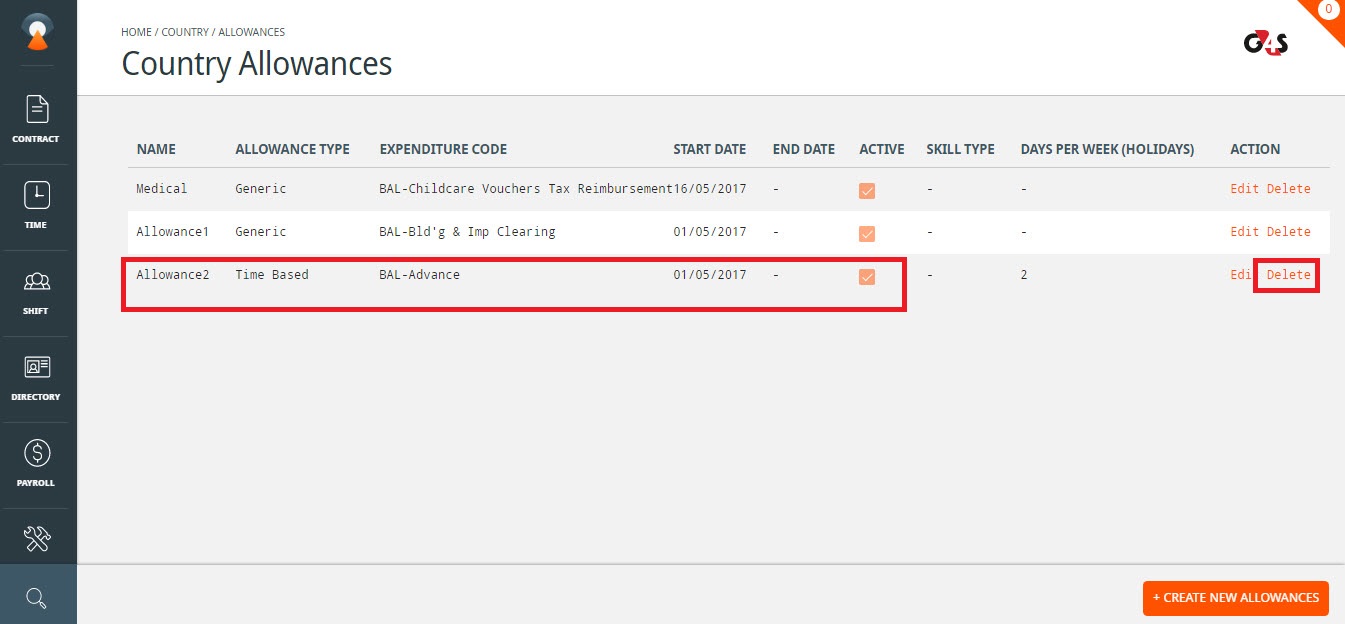 0
HOME / COUNTRY / ALLOWANCES
G4S
Country Allowances
CONTRACT
TIME
SHIFT
DIRECTORY
PAYROLL
NAME ALLOWANCE TYPE EXPENDITURE CODE START DATE END DATE ACTIVE SKILL TYPE DAYS PER WEEK (HOLIDAYS) ACTION
Medical Generic BAL-Childcare Vouchers Tax Reimbursement 16/05/2017 - - - Edit Delete
Allowance1 Generic BAL-Bld'g & Imp Clearing 01/05/2017 - - - Edit Delete
Allowance2 Time Based BAL-Advance 01/05/2017 - - 2 Edi Delete
+ CREATE NEW ALLOWANCES